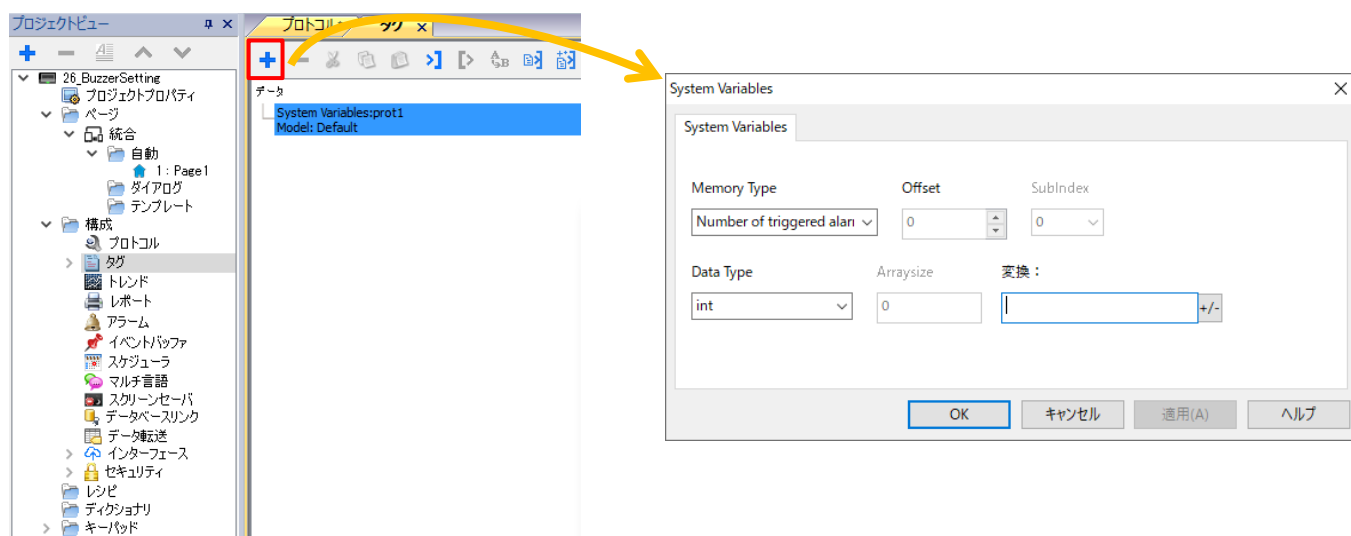 プロジェクトビュー
26_BuzzerSetting
プロジェクトプロパティ
ページ
統合
自動
1 : Page1
ダイアログ
テンプレート
構成
プロトコル
タグ
トレンド
レポート
アラーム
イベントバッファ
スケジューラ
マルチ言語
スクリーンセーバ
データベースリンク
データ転送
インターフェース
セキュリティ
レシピ
ディクショナリ
キーパッド
プロトコル
タグ
データ
System Variables:prot1
Model: Default
System Variables
System Variables
Memory Type Offset SubIndex
Number of triggered aları 0 0
Data Type Arraysize 変換：
int 0 +/-
OK キャンセル 適用(A) ヘルプ